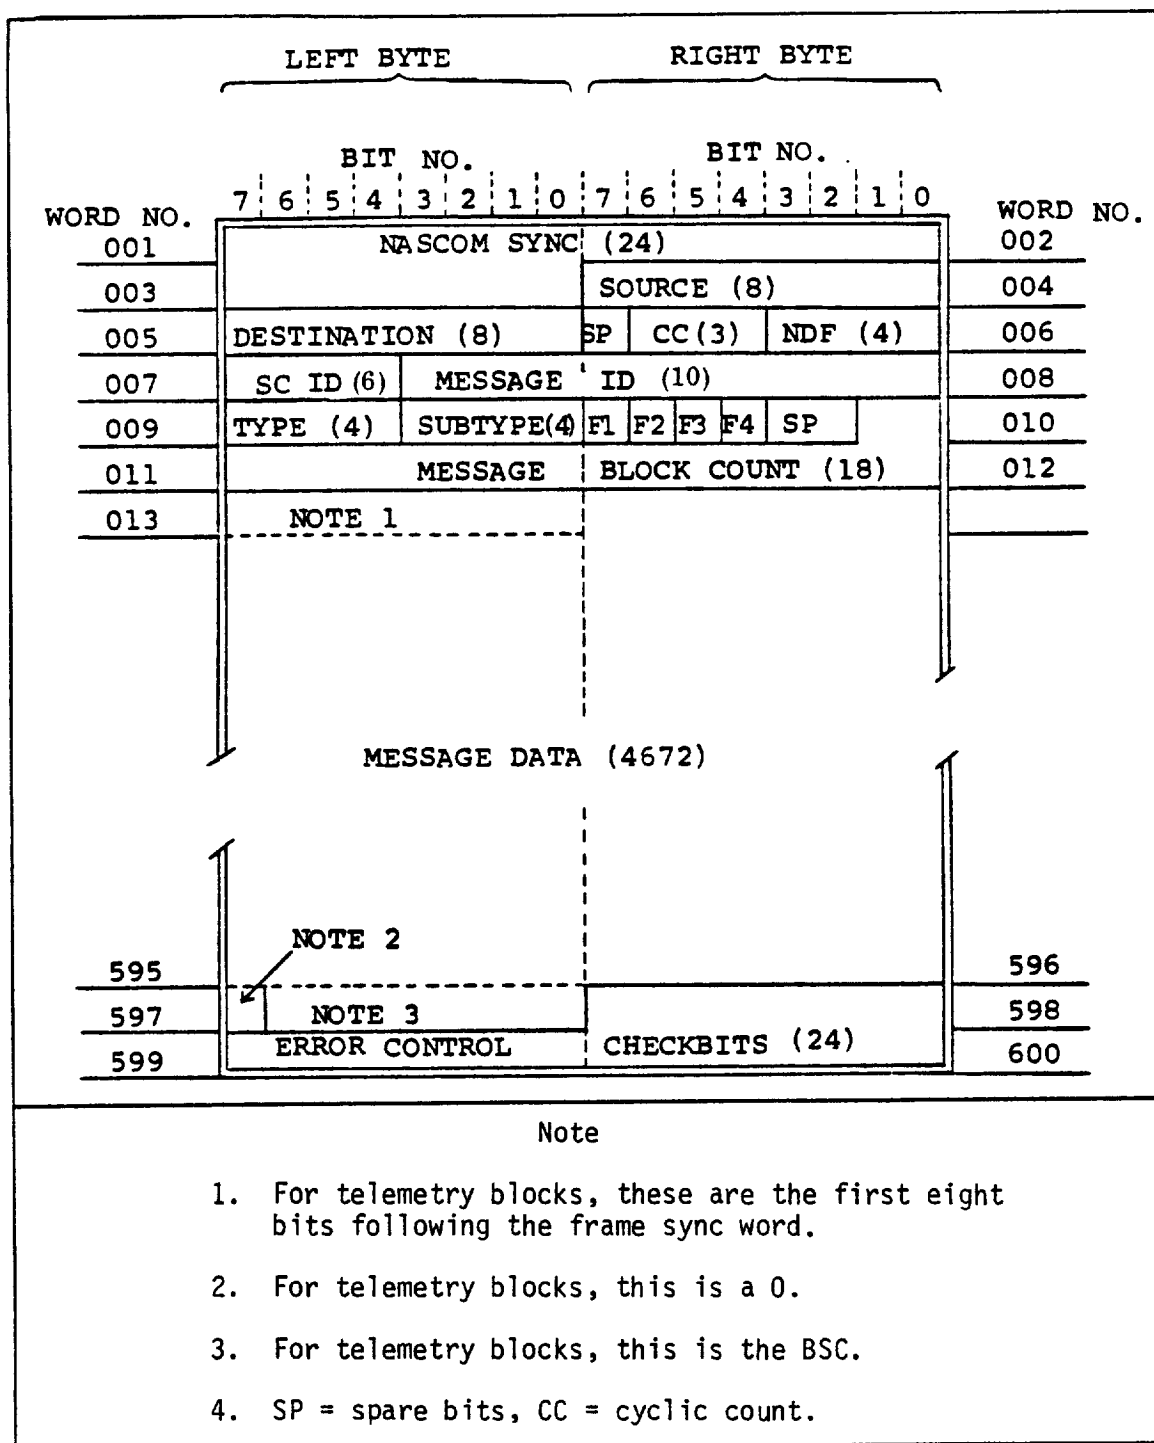 LEFT BYTE RIGHT BYTE
BIT NO. BIT NO.
7 6 5 4 3 2 1 0 7 6 5 4 3 2 1 0
WORD NO. WORD NO.
001 NASCOM SYNC (24) 002
003 SOURCE (8) 004
005 DESTINATION (8) SP CC(3) NDF (4) 006
007 SC ID (6) MESSAGE ID (10) 008
009 TYPE (4) SUBTYPE(4) F1 F2 F3 F4 SP 010
011 MESSAGE BLOCK COUNT (18) 012
013 NOTE 1
MESSAGE DATA (4672)
NOTE 2
595 596
597 NOTE 3 598
599 ERROR CONTROL CHECKBITS (24) 600
Note
1. For telemetry blocks, these are the first eight
bits following the frame sync word.
2. For telemetry blocks, this is a 0.
3. For telemetry blocks, this is the BSC.
4. SP = spare bits, CC = cyclic count.